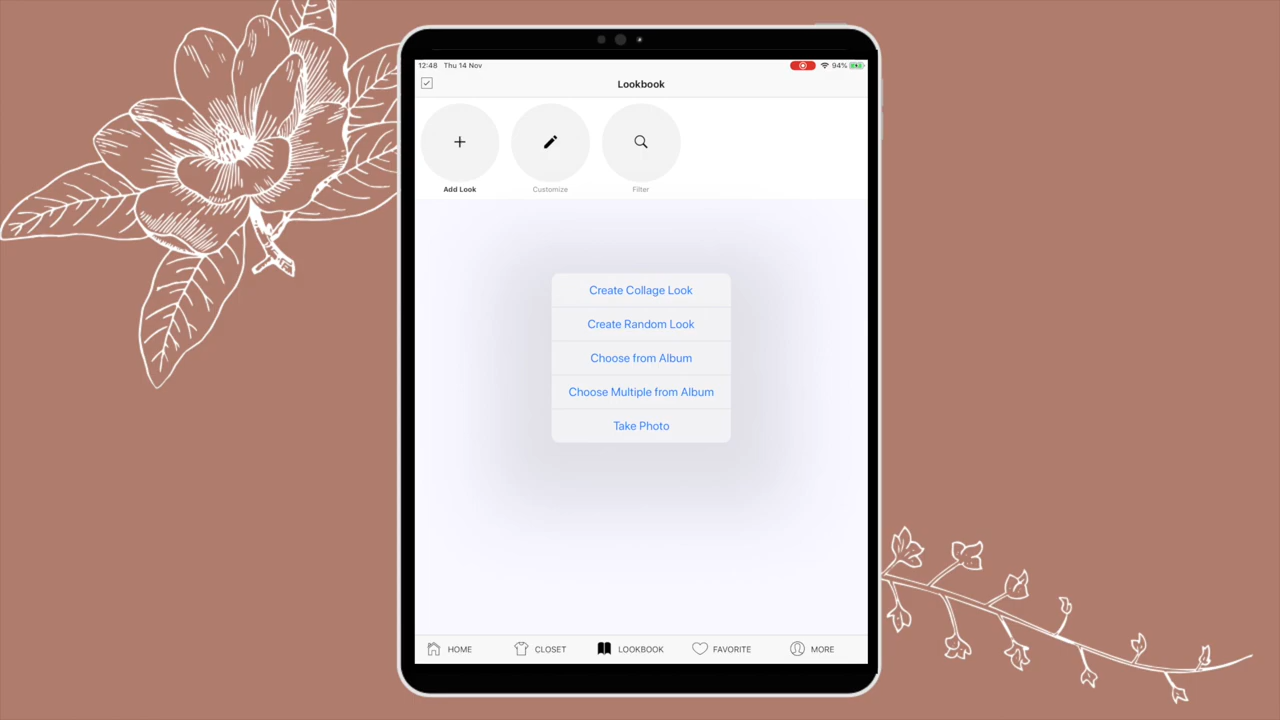 12:48 Thu 14 Nov 94%
Lookbook
Add Look Customize Filter
Create Collage Look
Create Random Look
Choose from Album
Choose Multiple from Album
Take Photo
HOME CLOSET LOOKBOOK FAVORITE MORE